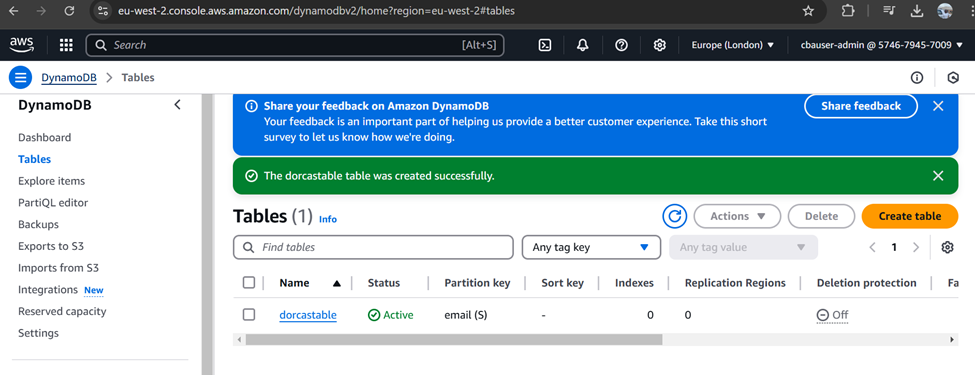 eu-west-2.console.aws.amazon.com/dynamodbv2/home?region=eu-west-2#tables
aws Search [Alt+S] Europe (London) cbauser-admin @ 5746-7945-7009
DynamoDB > Tables
DynamoDB
Dashboard
Tables
Explore items
PartiQL editor
Backups
Exports to S3
Imports from S3
Integrations New
Reserved capacity
Settings
Share your feedback on Amazon DynamoDB
Your feedback is an important part of helping us provide a better customer experience. Take this short
survey to let us know how we're doing.
Share feedback
The dorcastable table was created successfully.
Tables (1) Info
Actions Delete Create table
Find tables Any tag key Any tag value 1
Name Status Partition key Sort key Indexes Replication Regions Deletion protection Fa
dorcastable Active email (S) - 0 0 Off